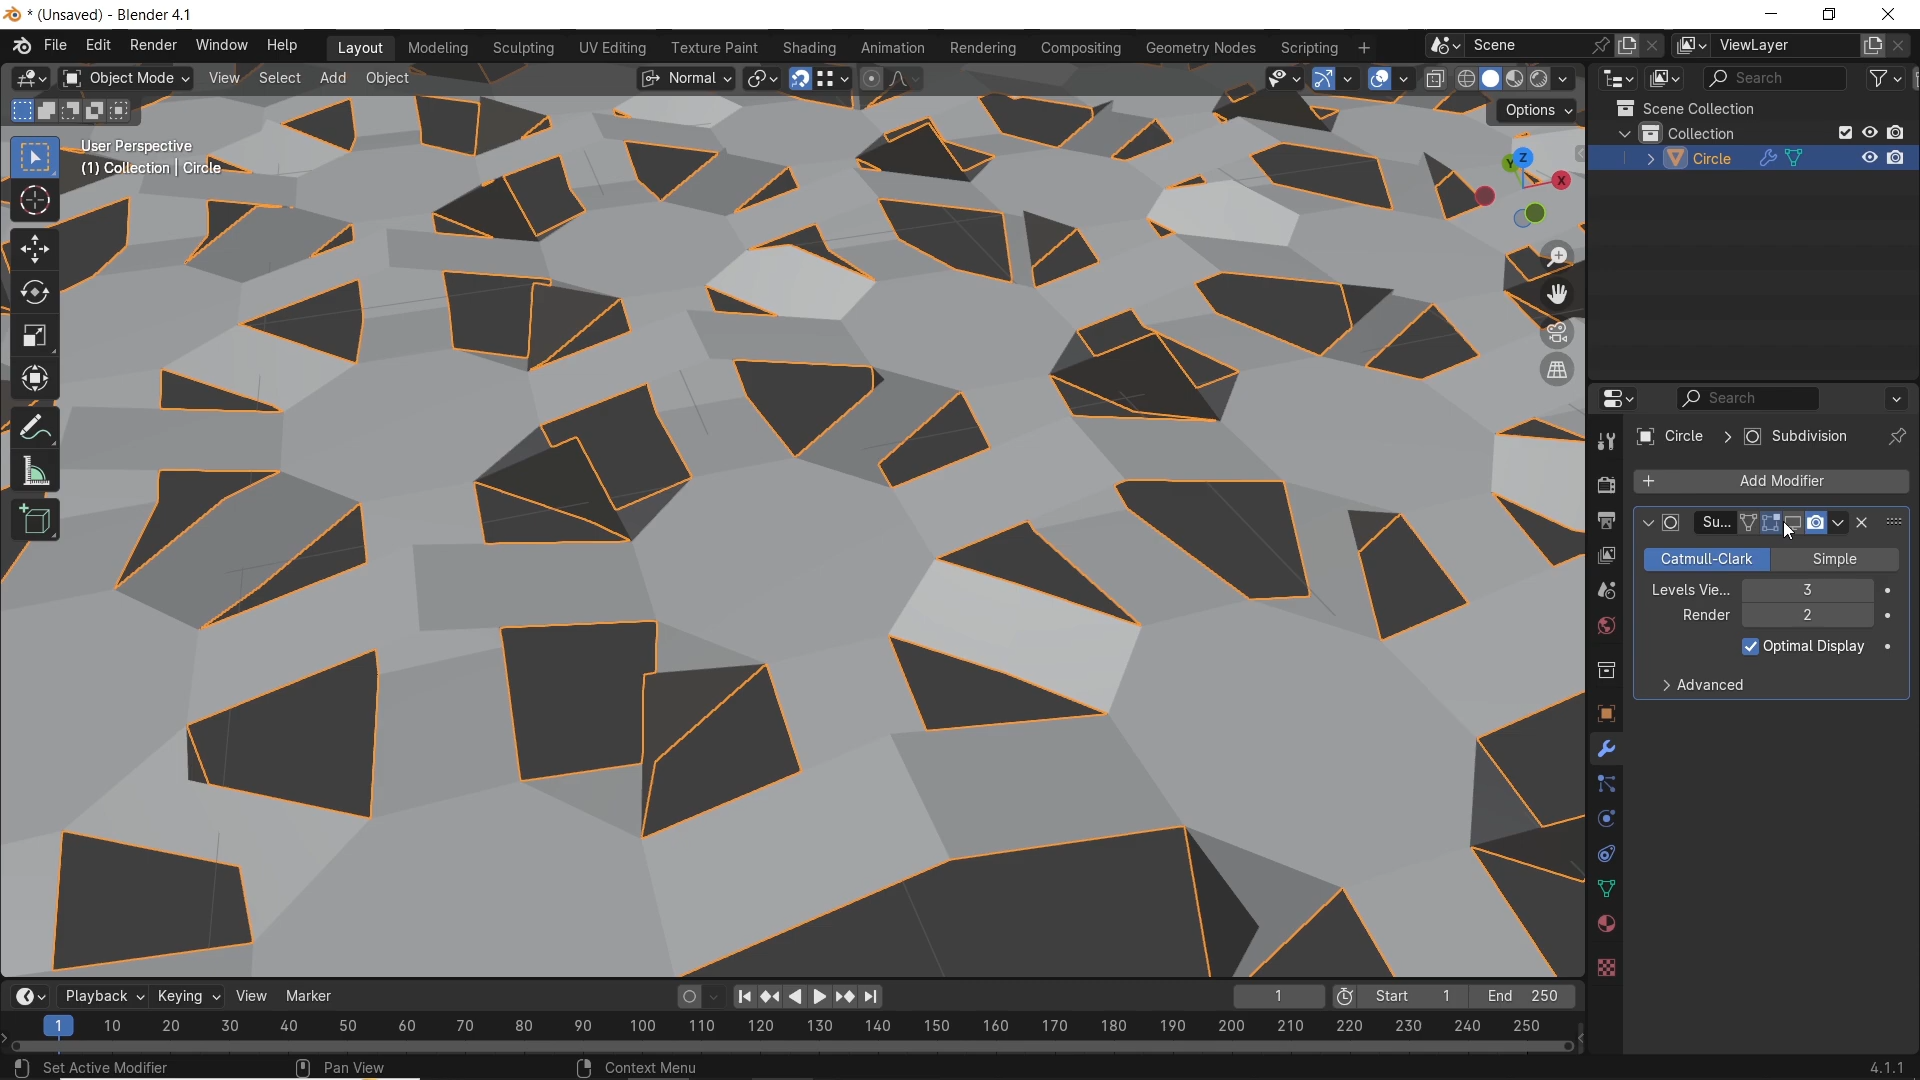 * (Unsaved) - Blender 4.1
File Edit Render Window Help Layout Modeling Sculpting UV Editing Texture Paint Shading Animation Rendering Compositing Geometry Nodes Scripting + Scene ViewLayer
Object Mode View Select Add Object Normal Search
Options
User Perspective
(1) Collection | Circle
Scene Collection
Collection
Circle
X
Y
Z
Search
Circle > Subdivision
+ Add Modifier
Su...
Catmull-Clark Simple
Levels Vie... 3
Render 2
Optimal Display
Advanced
Playback Keying View Marker 1 Start 1 End 250
1 10 20 30 40 50 60 70 80 90 100 110 120 130 140 150 160 170 180 190 200 210 220 230 240 250
Set Active Modifier Pan View Context Menu 4.1.1